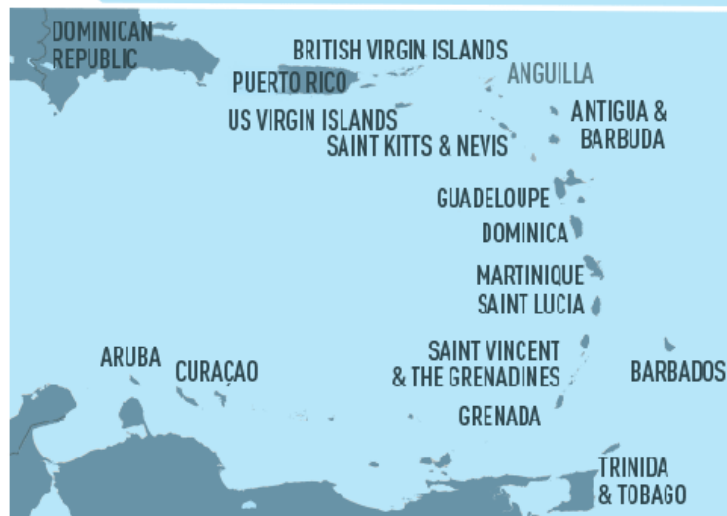 DOMINICAN
REPUBLIC
BRITISH VIRGIN ISLANDS
PUERTO RICO
ANGUILLA
US VIRGIN ISLANDS
ANTIGUA &
BARBUDA
SAINT KITTS & NEVIS
GUADELOUPE
DOMINICA
MARTINIQUE
SAINT LUCIA
ARUBA
CURAÇAO
SAINT VINCENT
& THE GRENADINES
BARBADOS
GRENADA
TRINIDA
& TOBAGO